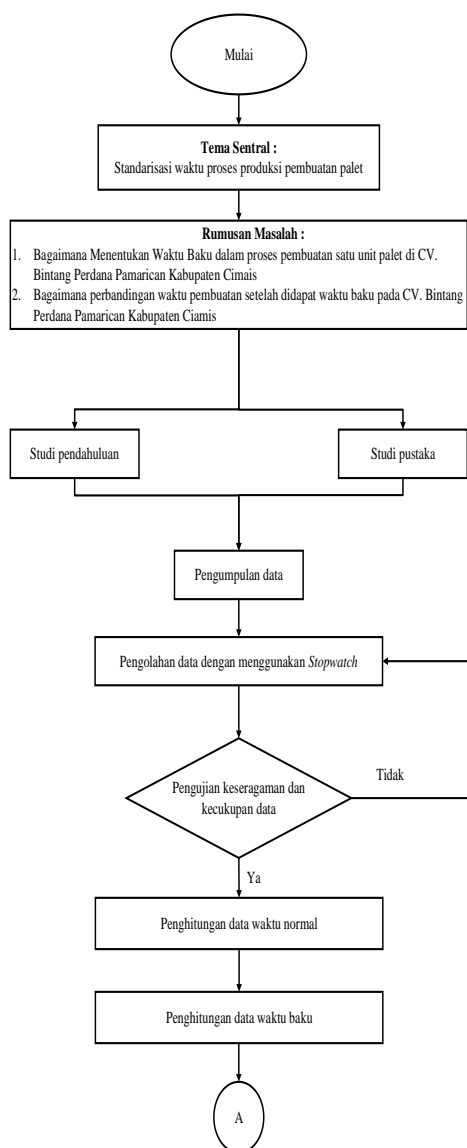 Mulai
Tema Sentral :
Standarisasi waktu proses produksi pembuatan palet
Rumusan Masalah :
1. Bagaimana Menentukan Waktu Baku dalam proses pembuatan satu unit palet di CV.
Bintang Perdana Pamarican Kabupaten Cimais
2. Bagaimana perbandingan waktu pembuatan setelah didapat waktu baku pada CV. Bintang
Perdana Pamarican Kabupaten Ciamis
Studi pendahuluan
Studi pustaka
Pengumpulan data
Pengolahan data dengan menggunakan Stopwatch
Pengujian keseragaman dan
kecukupan data
Tidak
Ya
Penghitungan data waktu normal
Penghitungan data waktu baku
A